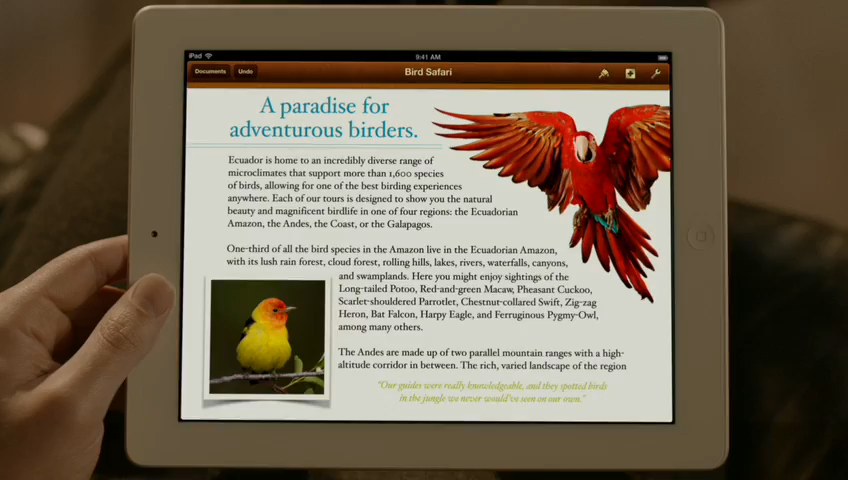 iPad
9:41 AM
Documents
Undo
Bird Safari
A paradise for
adventurous birders.
Ecuador is home to an incredibly diverse range of
microclimates that support more than 1,600 species
of birds, allowing for one of the best birding experiences
anywhere. Each of our tours is designed to show you the natural
beauty and magnificent birdlife in one of four regions: the Ecuadorian
Amazon, the Andes, the Coast, or the Galapagos.
One-third of all the bird species in the Amazon live in the Ecuadorian Amazon,
with its lush rain forest, cloud forest, rolling hills, lakes, rivers, waterfalls, canyons,
and swamplands. Here you might enjoy sightings of the
Long-tailed Potoo, Red-and-green Macaw, Pheasant Cuckoo,
Scarlet-shouldered Parrotlet, Chestnut-collared Swift, Zig-zag
Heron, Bat Falcon, Harpy Eagle, and Ferruginous Pygmy-Owl,
among many others.
The Andes are made up of two parallel mountain ranges with a high-
altitude corridor in between. The rich, varied landscape of the region
"Our guides were really knowledgeable, and they spotted birds
in the jungle we never would've seen on our own."